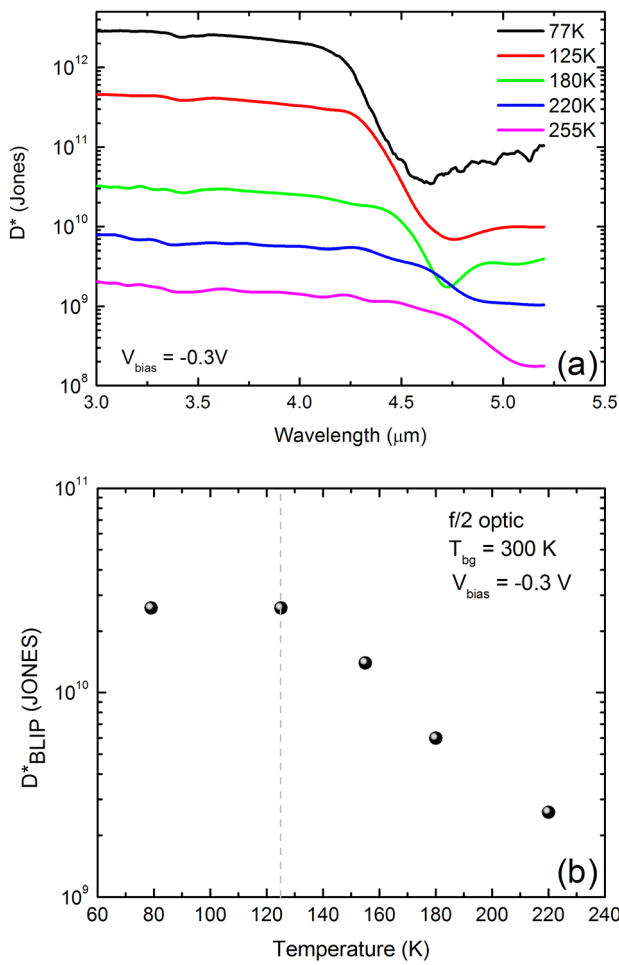 77K
125K
180K
220K
255K
10^12
10^11
10^10
10^9
10^8
D* (Jones)
V_bias = -0.3V
(a)
3.0 3.5 4.0 4.5 5.0 5.5
Wavelength (μm)
10^11
10^10
10^9
D*_BLIP (JONES)
f/2 optic
T_bg = 300 K
V_bias = -0.3 V
(b)
60 80 100 120 140 160 180 200 220 240
Temperature (K)